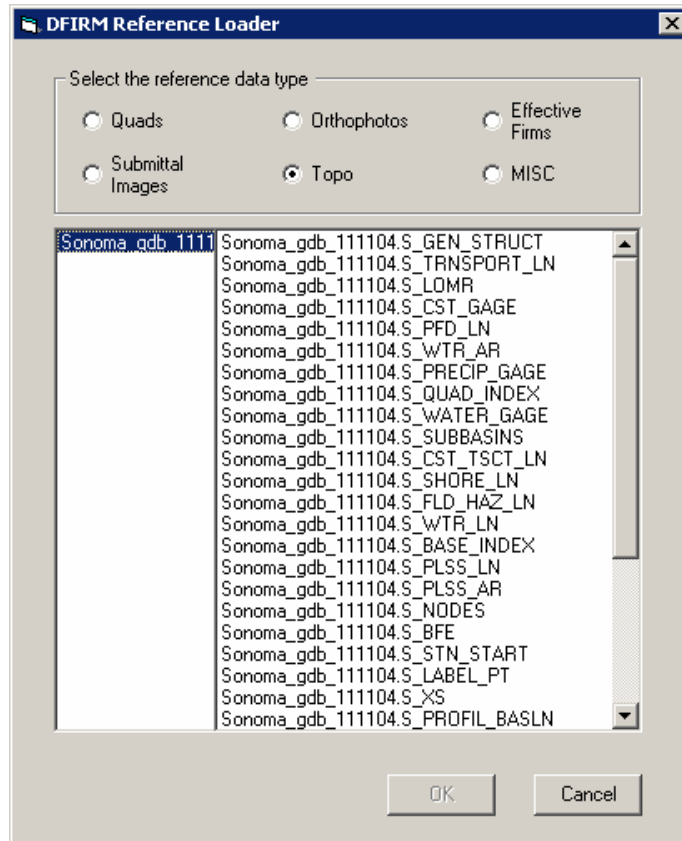 DFIRM Reference Loader
Select the reference data type
Quads
Orthophotos
Effective
Firms
Submittal
Images
Topo
MISC
Sonoma_gdb_1111
Sonoma_gdb_111104.S_GEN_STRUCT
Sonoma_gdb_111104.S_TRNSPORT_LN
Sonoma_gdb_111104.S_LOMR
Sonoma_gdb_111104.S_CST_GAGE
Sonoma_gdb_111104.S_PFD_LN
Sonoma_gdb_111104.S_WTR_AR
Sonoma_gdb_111104.S_PRECIP_GAGE
Sonoma_gdb_111104.S_QUAD_INDEX
Sonoma_gdb_111104.S_WATER_GAGE
Sonoma_gdb_111104.S_SUBBASINS
Sonoma_gdb_111104.S_CST_TSCT_LN
Sonoma_gdb_111104.S_SHORE_LN
Sonoma_gdb_111104.S_FLD_HAZ_LN
Sonoma_gdb_111104.S_WTR_LN
Sonoma_gdb_111104.S_BASE_INDEX
Sonoma_gdb_111104.S_PLSS_LN
Sonoma_gdb_111104.S_PLSS_AR
Sonoma_gdb_111104.S_NODES
Sonoma_gdb_111104.S_BFE
Sonoma_gdb_111104.S_STN_START
Sonoma_gdb_111104.S_LABEL_PT
Sonoma_gdb_111104.S_XS
Sonoma_gdb_111104.S_PROFIL_BASLN
OK
Cancel